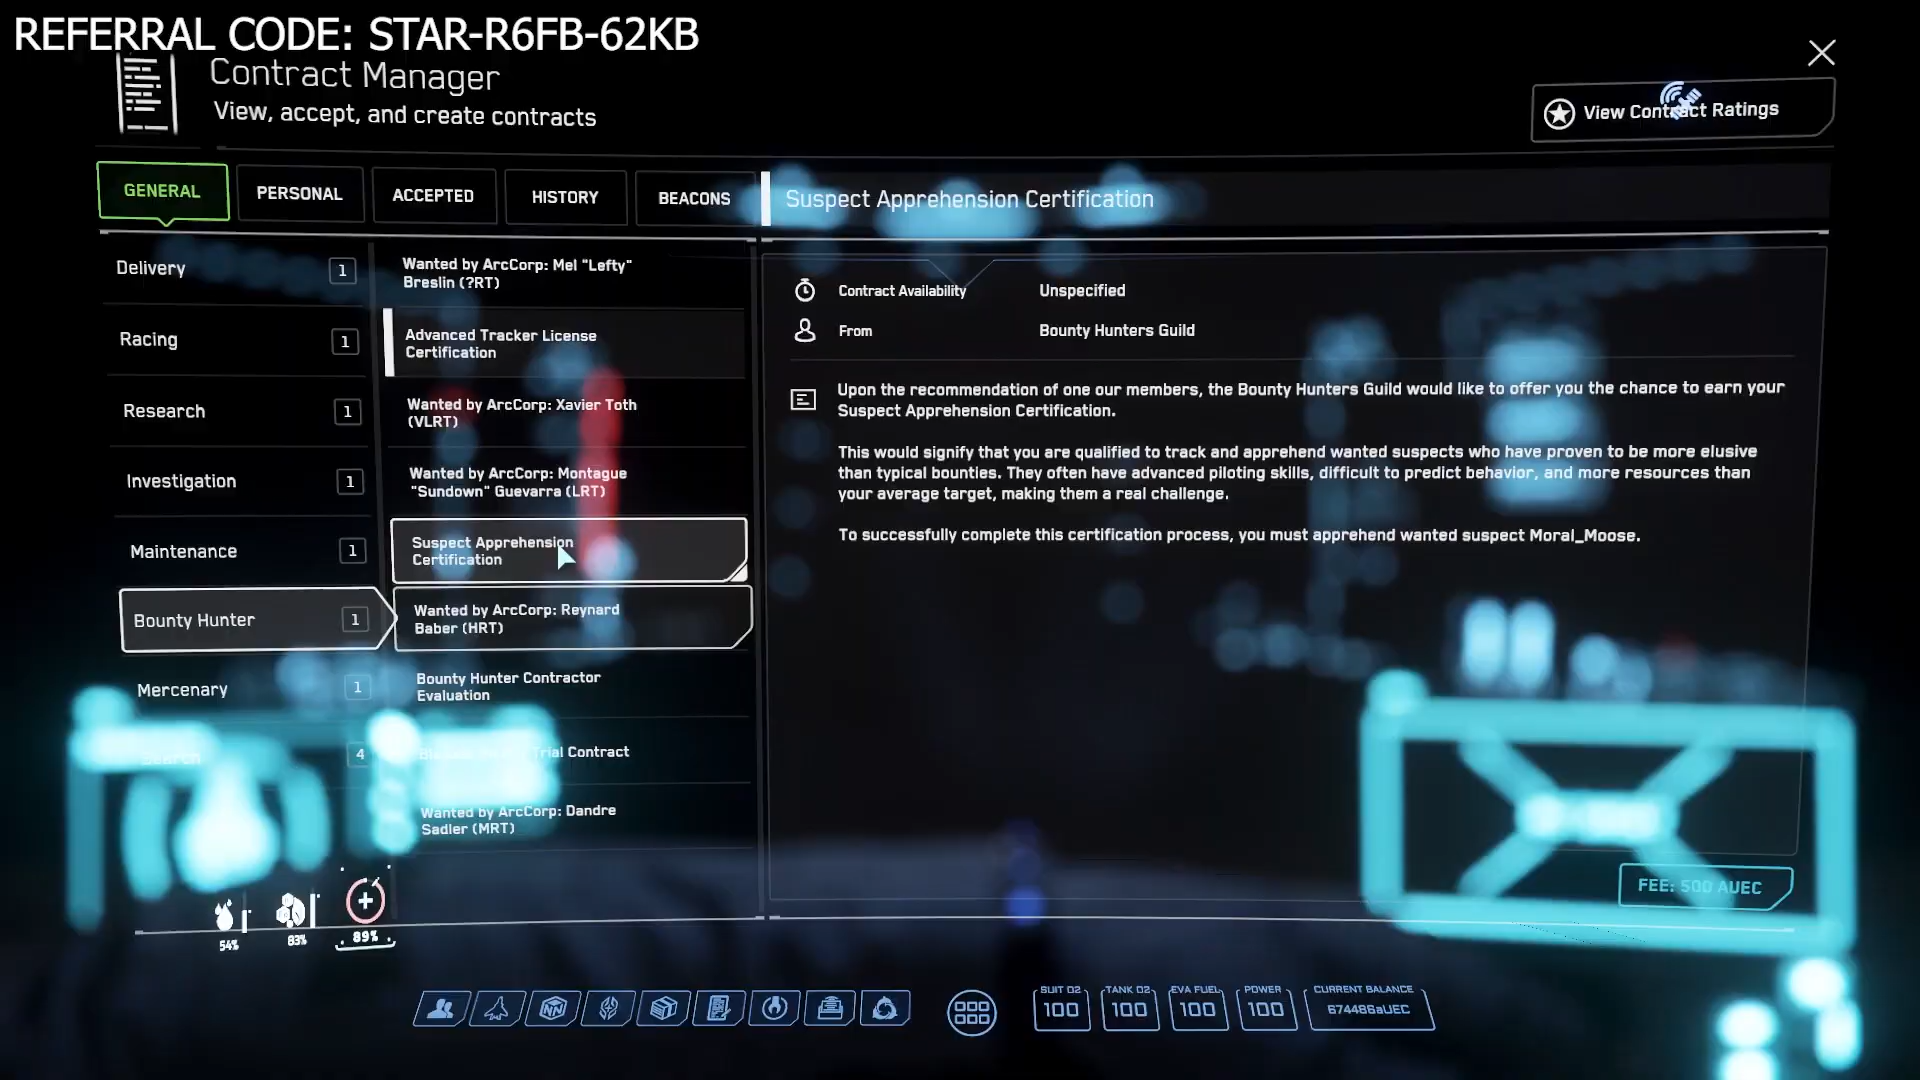 REFERRAL CODE: STAR-R6FB-62KB
Contract Manager
View, accept, and create contracts
View Contract Ratings
GENERAL
PERSONAL
ACCEPTED
HISTORY
BEACONS
Suspect Apprehension Certification
Delivery 1
Racing 1
Research 1
Investigation 1
Maintenance 1
Bounty Hunter 1
Mercenary 1
Search 4
Wanted by ArcCorp: Mel "Lefty"
Breslin (?RT)
Advanced Tracker License
Certification
Wanted by ArcCorp: Xavier Toth
(VLRT)
Wanted by ArcCorp: Montague
"Sundown" Guevarra (LRT)
Suspect Apprehension
Certification
Wanted by ArcCorp: Reynard
Baber (HRT)
Bounty Hunter Contractor
Evaluation
Trial Contract
Wanted by ArcCorp: Dandre
Sadler (MRT)
Contract Availability Unspecified
From Bounty Hunters Guild
Upon the recommendation of one our members, the Bounty Hunters Guild would like to offer you the chance to earn your
Suspect Apprehension Certification.
This would signify that you are qualified to track and apprehend wanted suspects who have proven to be more elusive
than typical bounties. They often have advanced piloting skills, difficult to predict behavior, and more resources than
your average target, making them a real challenge.
To successfully complete this certification process, you must apprehend wanted suspect Moral_Moose.
FEE: 500 AUEC
54%
83%
89%
SUIT O2
100
TANK O2
100
EVA FUEL
100
POWER
100
CURRENT BALANCE
674486aUEC